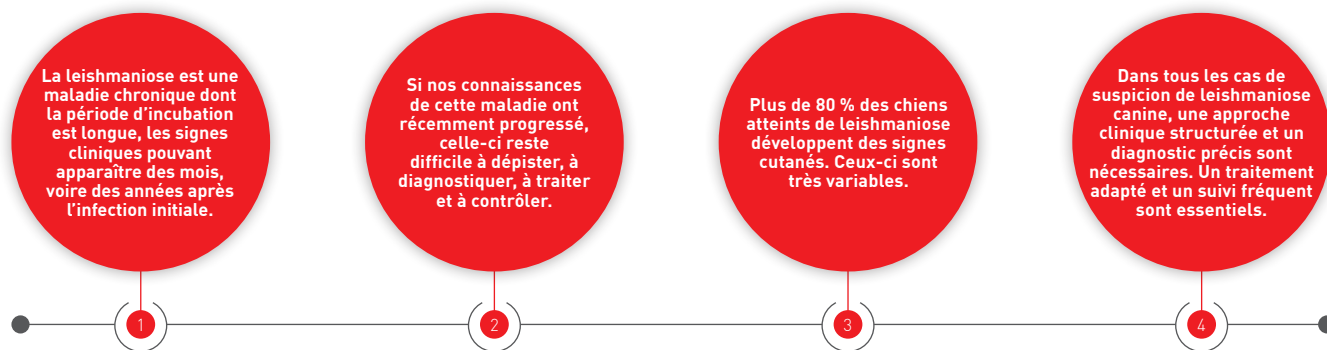 La leishmaniose est une
maladie chronique dont
la période d’incubation
est longue, les signes
cliniques pouvant
apparaître des mois,
voire des années après
l’infection initiale.
Si nos connaissances
de cette maladie ont
récemment progressé,
celle-ci reste
difficile à dépister, à
diagnostiquer, à traiter
et à contrôler.
Plus de 80 % des chiens
atteints de leishmaniose
développent des signes
cutanés. Ceux-ci sont
très variables.
Dans tous les cas de
suspicion de leishmaniose
canine, une approche
clinique structurée et un
diagnostic précis sont
nécessaires. Un traitement
adapté et un suivi fréquent
sont essentiels.
1
2
3
4